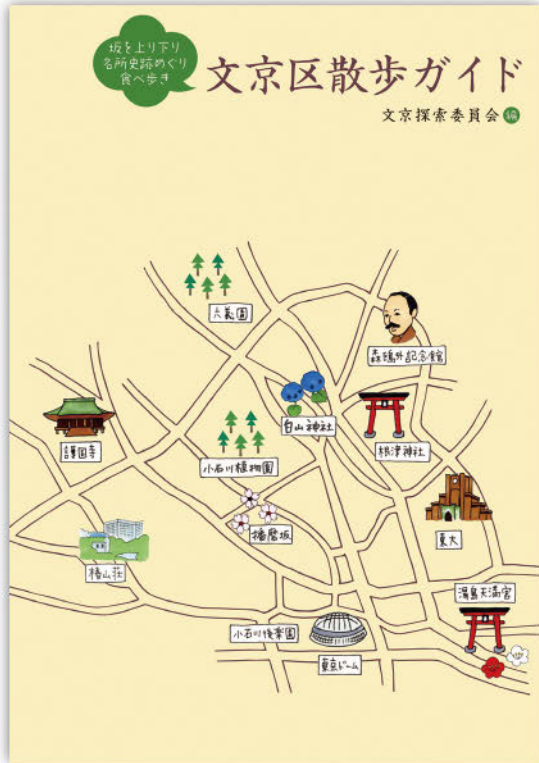 坂を上り下り
名所史跡めぐり
食べ歩き
文京区散歩ガイド
文京探索委員会 編
六義園
森鴎外記念館
白山神社
根津神社
護国寺
小石川植物園
播磨坂
東大
椿山荘
湯島天満宮
小石川後楽園
東京ドーム